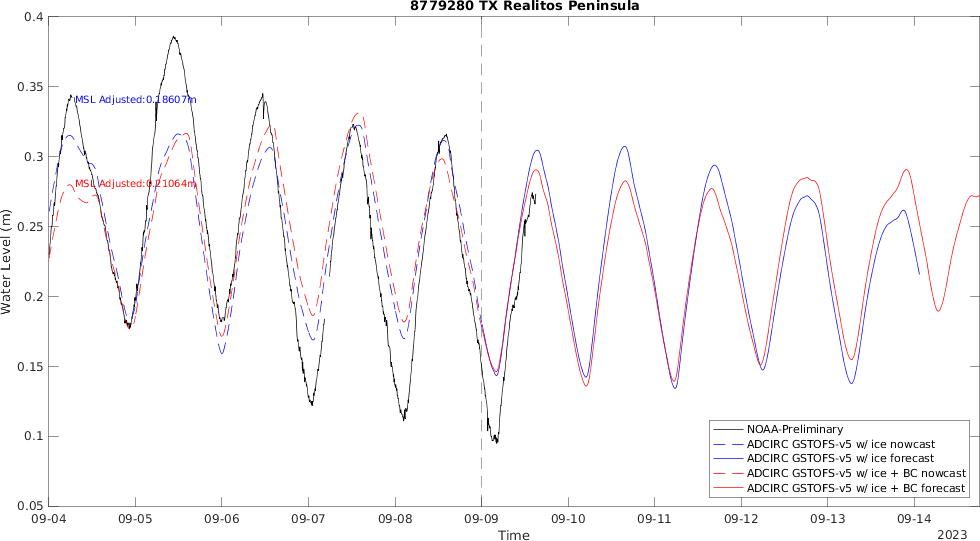 8779280 TX Realitos Peninsula
0.4
0.35
0.3
0.25
0.2
0.15
0.1
0.05
Water Level (m)
MSL Adjusted:0.18607m
MSL Adjusted:0.21064m
NOAA-Preliminary
ADCIRC GSTOFS-v5 w/ ice nowcast
ADCIRC GSTOFS-v5 w/ ice forecast
ADCIRC GSTOFS-v5 w/ ice + BC nowcast
ADCIRC GSTOFS-v5 w/ ice + BC forecast
09-04 09-05 09-06 09-07 09-08 09-09 09-10 09-11 09-12 09-13 09-14
Time
2023